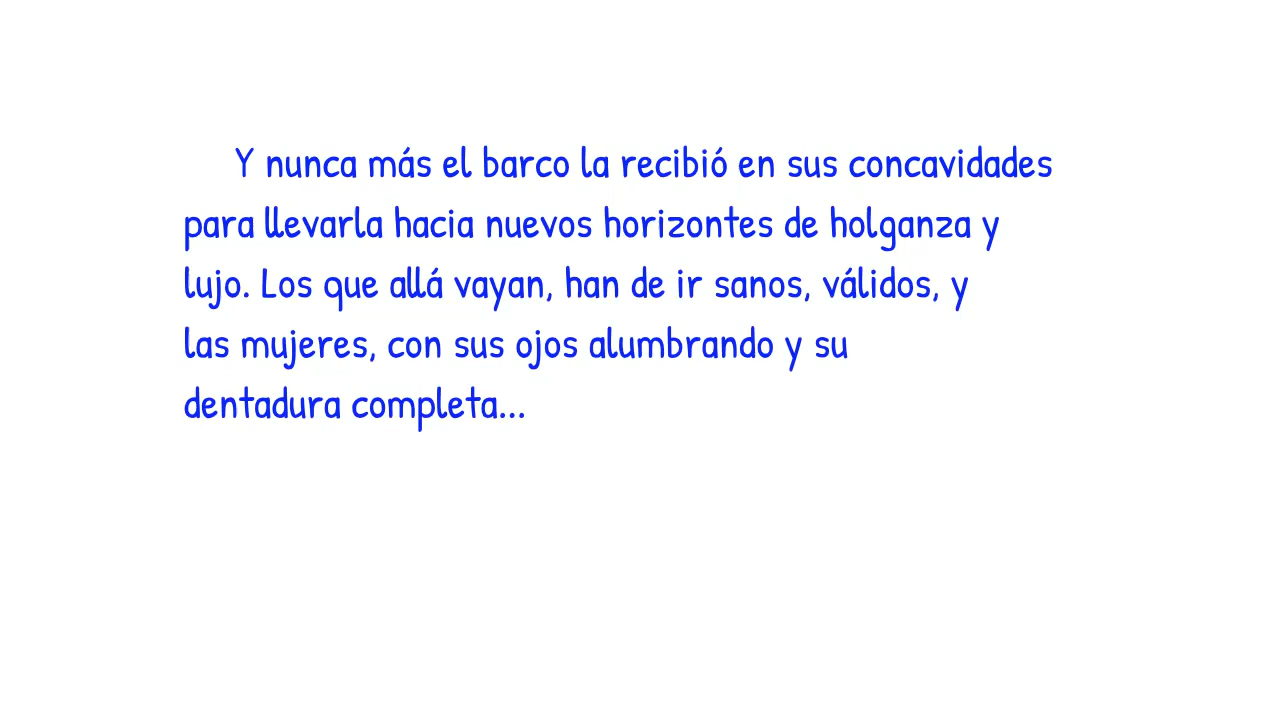 Y nunca más el barco la recibió en sus concavidades
para llevarla hacia nuevos horizontes de holganza y
lujo. Los que allá vayan, han de ir sanos, válidos, y
las mujeres, con sus ojos alumbrando y su
dentadura completa...